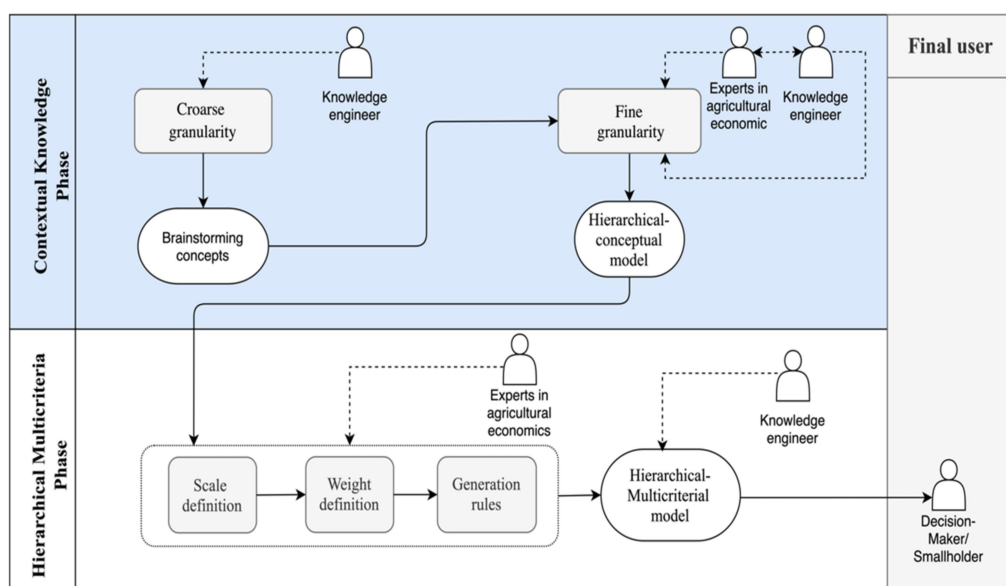 Final user
Contextual Knowledge
Phase
Croarse
granularity
Knowledge
engineer
Fine
granularity
Experts in
agricultural
economic
Knowledge
engineer
Brainstorming
concepts
Hierarchical-
conceptual
model
Hierarchical Multicriteria
Phase
Experts in
agricultural
economics
Knowledge
engineer
Scale
definition
Weight
definition
Generation
rules
Hierarchical-
Multicriterial
model
Decision-
Maker/
Smallholder